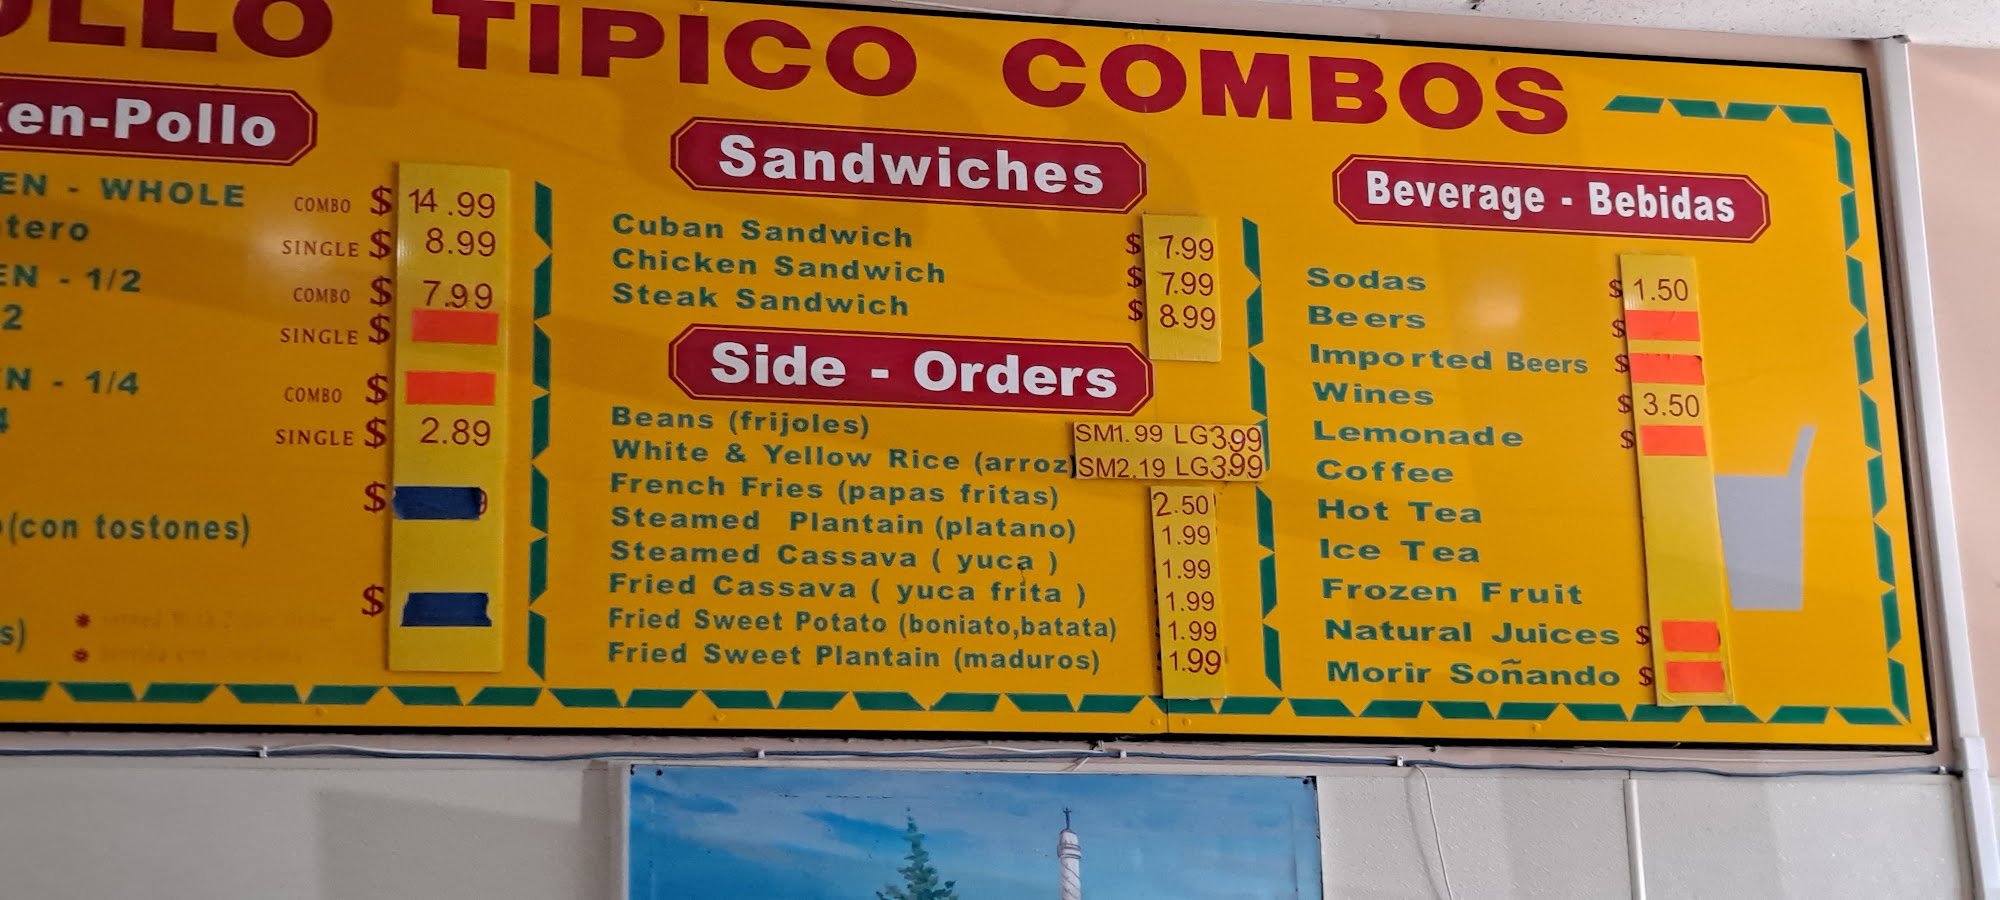 OLLO TIPICO COMBOS
en-Pollo
EN - WHOLE COMBO $ 14.99
tero SINGLE $ 8.99
EN - 1/2 COMBO $ 7.99
2 SINGLE $
N - 1/4 COMBO $
4 SINGLE $ 2.89
$
(con tostones)
$
s)
Sandwiches
Cuban Sandwich $ 7.99
Chicken Sandwich $ 7.99
Steak Sandwich $ 8.99
Side - Orders
Beans (frijoles) SM1.99 LG3.99
White & Yellow Rice (arroz SM2.19 LG3.99
French Fries (papas fritas) 2.50
Steamed Plantain (platano) 1.99
Steamed Cassava ( yuca ) 1.99
Fried Cassava ( yuca frita ) 1.99
Fried Sweet Potato (boniato,batata) 1.99
Fried Sweet Plantain (maduros) 1.99
Beverage - Bebidas
Sodas $ 1.50
Beers $
Imported Beers $
Wines $ 3.50
Lemonade $
Coffee
Hot Tea
Ice Tea
Frozen Fruit
Natural Juices $
Morir Soñando $